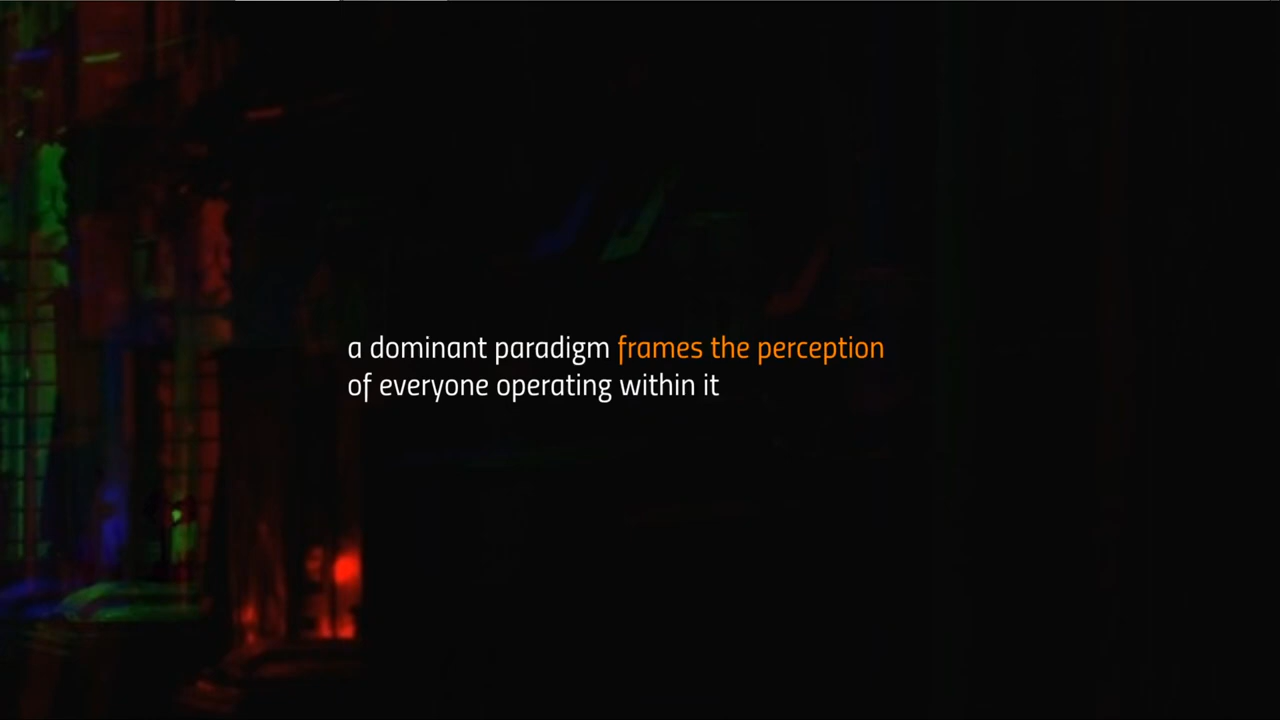 a dominant paradigm frames the perception
of everyone operating within it